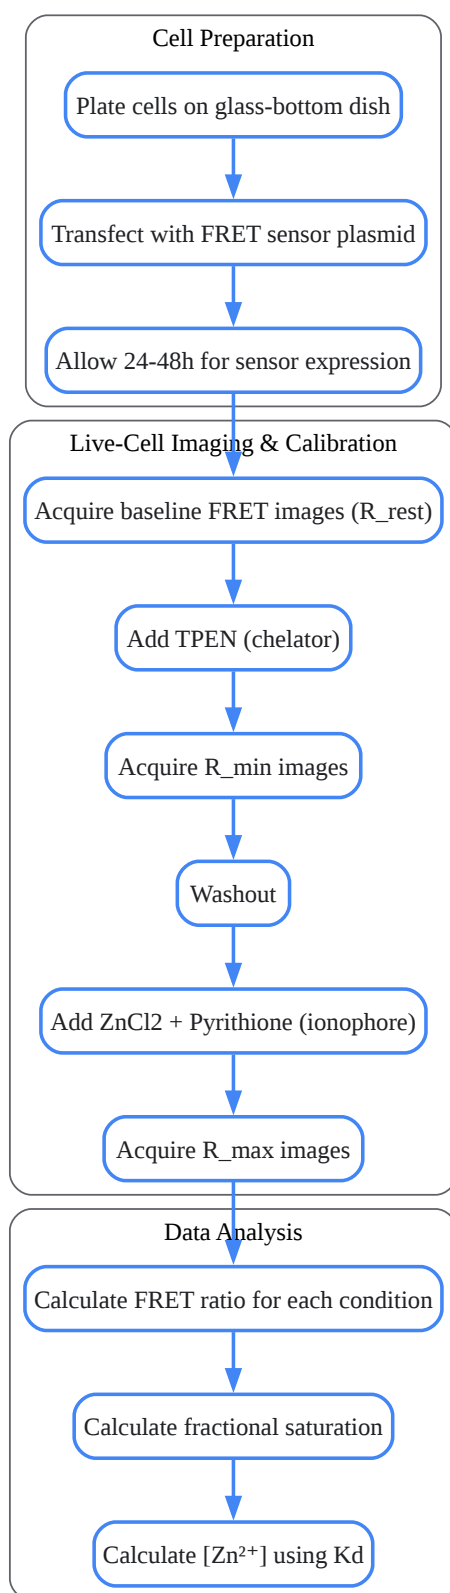 Cell Preparation
Plate cells on glass-bottom dish
Transfect with FRET sensor plasmid
Allow 24-48h for sensor expression
Live-Cell Imaging & Calibration
Acquire baseline FRET images (R_rest)
Add TPEN (chelator)
Acquire R_min images
Washout
Add ZnCl2 + Pyrithione (ionophore)
Acquire R_max images
Data Analysis
Calculate FRET ratio for each condition
Calculate fractional saturation
Calculate [Zn²⁺] using Kd